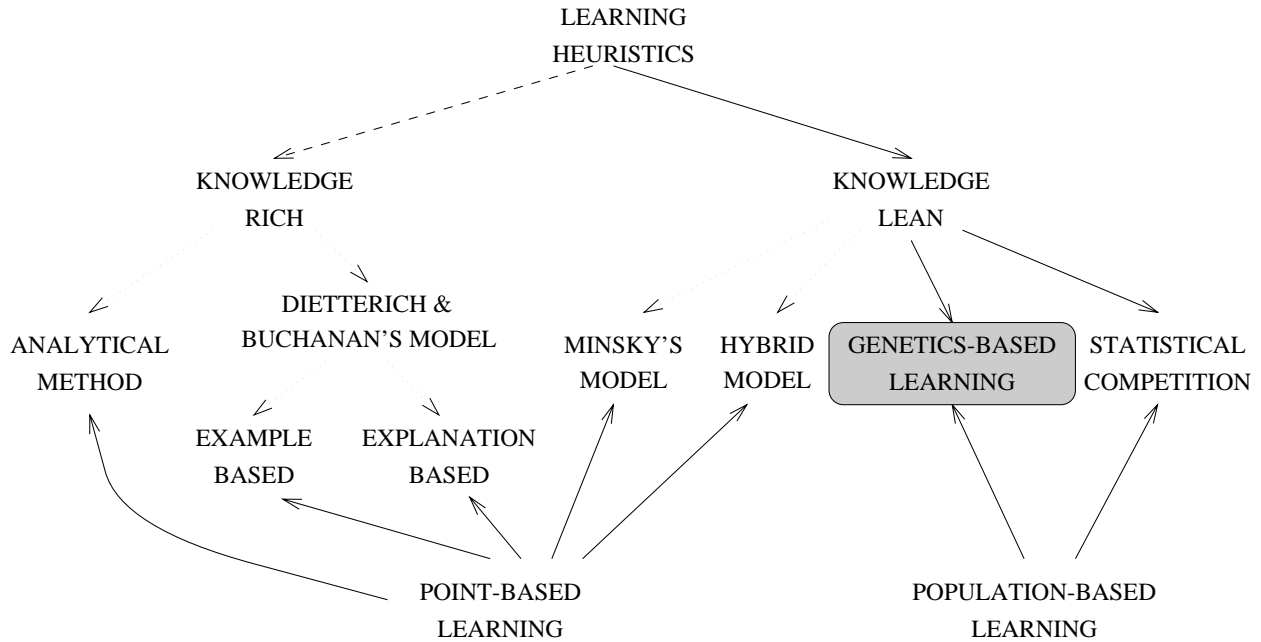 LEARNING
HEURISTICS
KNOWLEDGE
RICH
KNOWLEDGE
LEAN
DIETTERICH &
BUCHANAN'S MODEL
ANALYTICAL
METHOD
MINSKY'S
MODEL
HYBRID
MODEL
GENETICS-BASED
LEARNING
STATISTICAL
COMPETITION
EXAMPLE
BASED
EXPLANATION
BASED
POINT-BASED
LEARNING
POPULATION-BASED
LEARNING